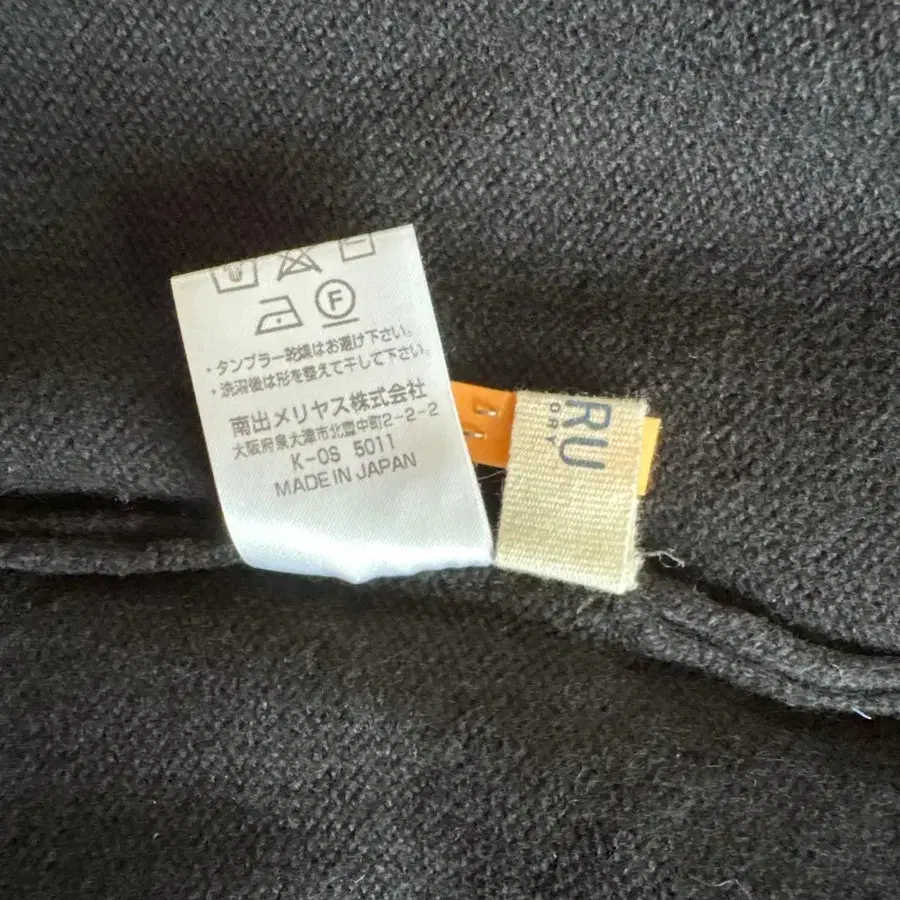 F
・タンブラー乾燥はお避け下さい。
・洗濯後は形を整えて干して下さい。
南出メリヤス株式会社
大阪府泉大津市北豊中町2-2-2
K-OS 5011
MADE IN JAPAN
RU
ORY